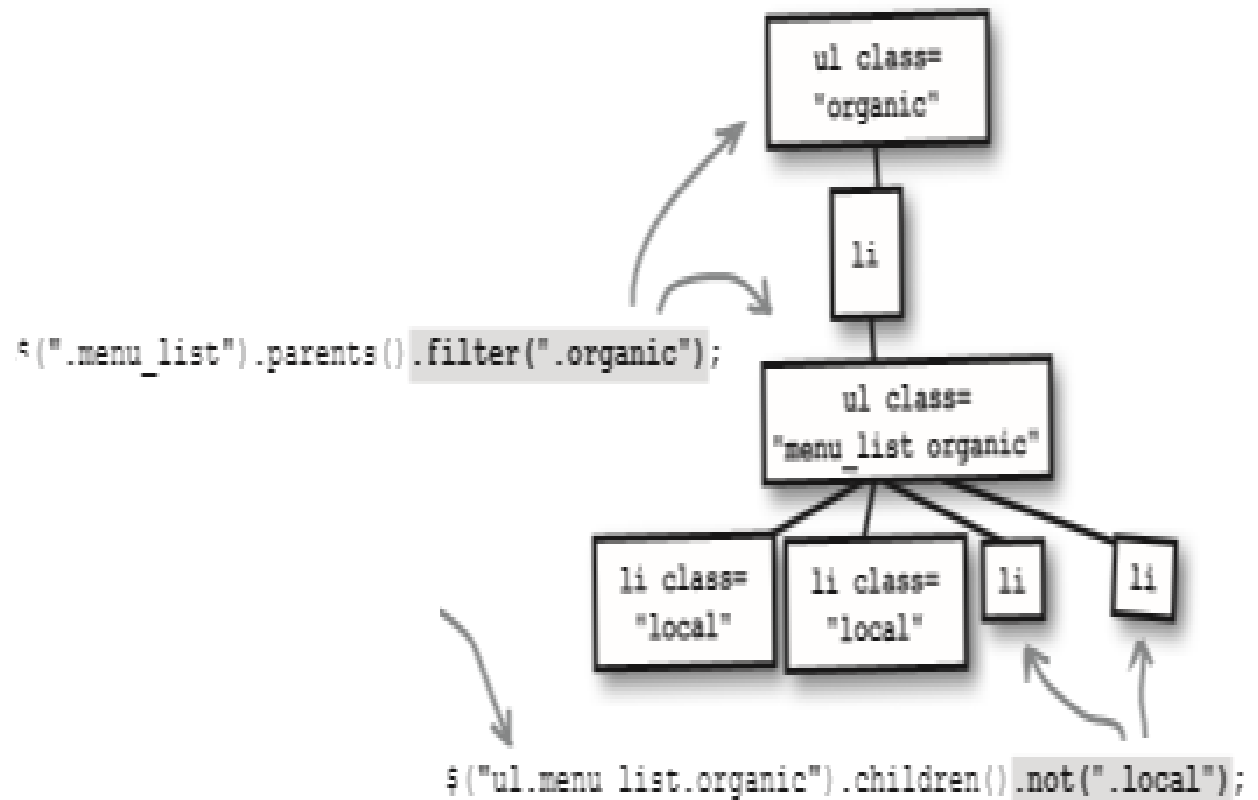 ul class=
"organic"
li
$(".menu_list").parents().filter(".organic");
ul class=
"menu_list organic"
li class=
"local"
li class=
"local"
li
li
$("ul.menu_list.organic").children().not(".local");